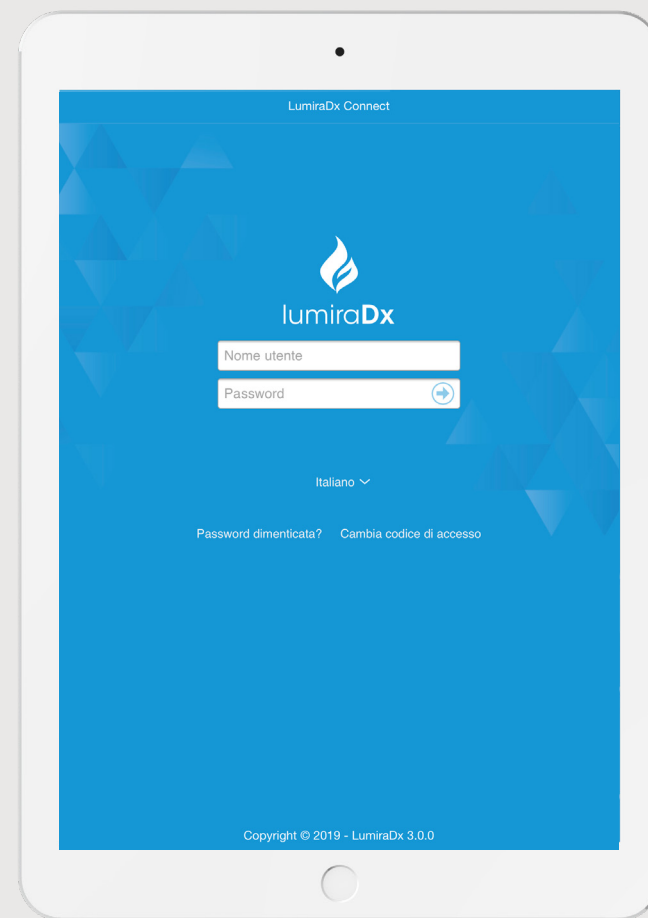 LumiraDx Connect
lumiraDx
Nome utente
Password
Italiano
Password dimenticata? Cambia codice di accesso
Copyright © 2019 - LumiraDx 3.0.0